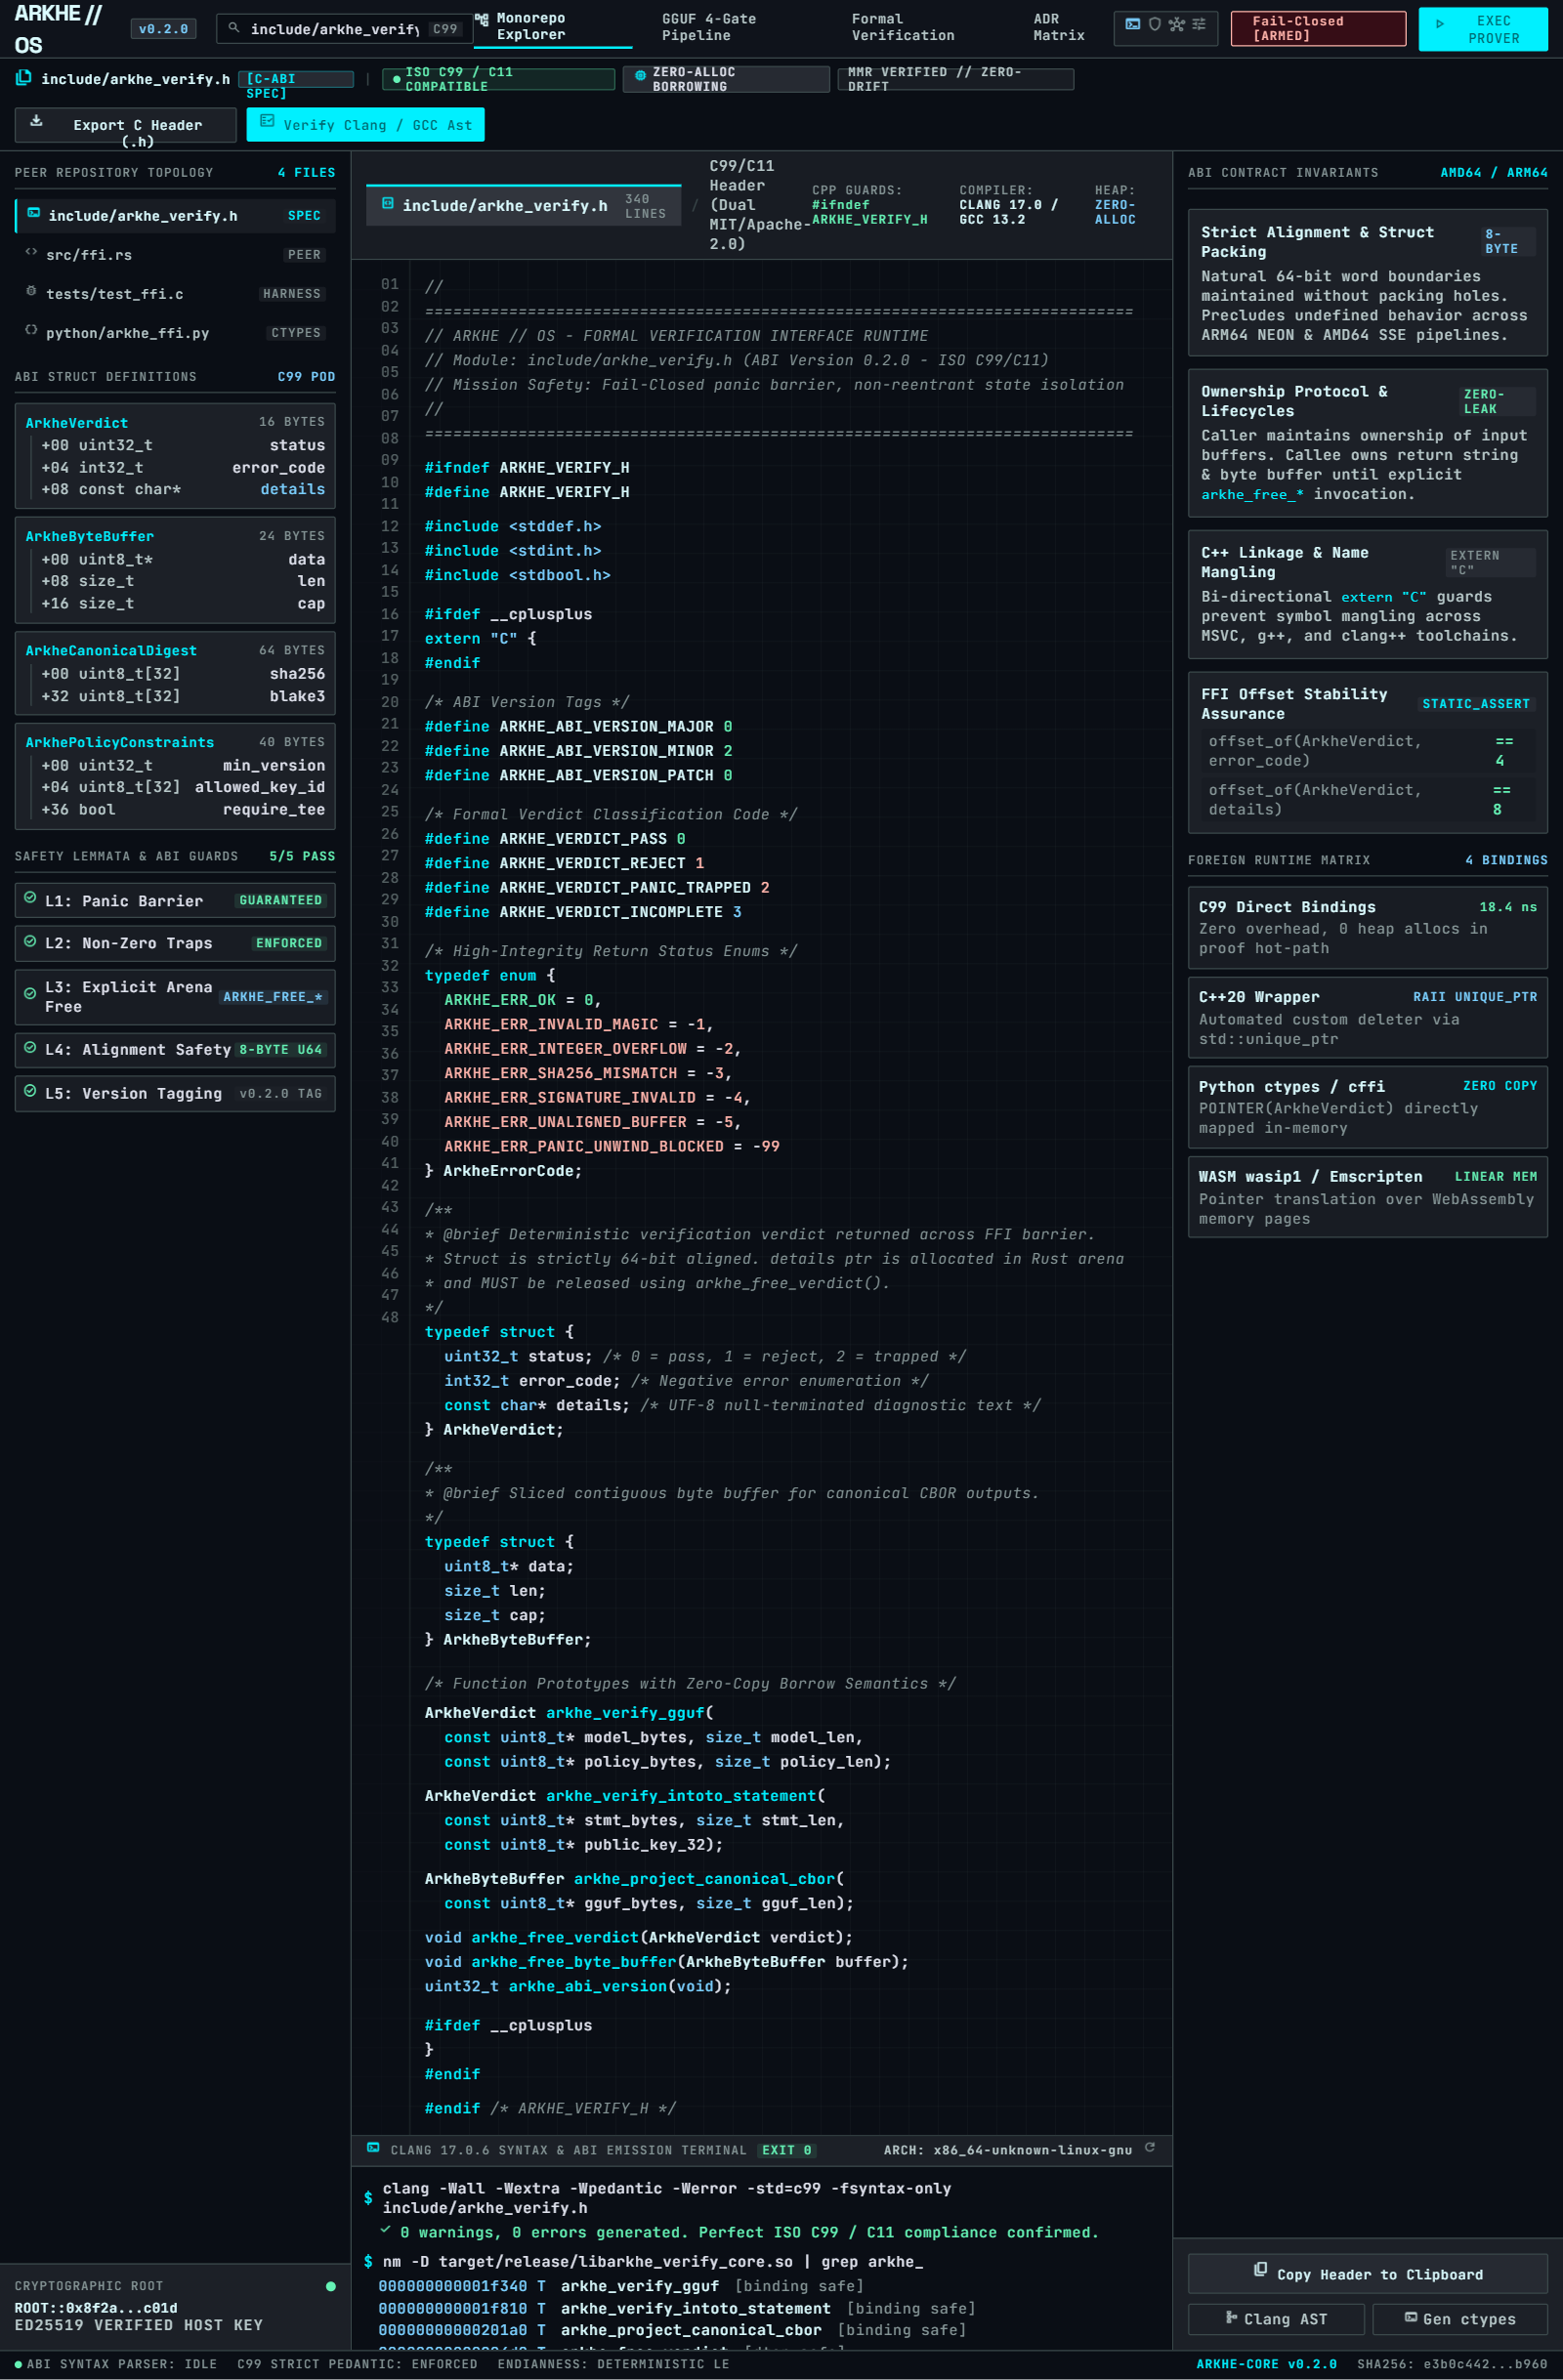 ARKHE //
OS
v0.2.0
include/arkhe_verify
C99
Monorepo
Explorer
GGUF 4-Gate
Pipeline
Formal
Verification
ADR
Matrix
Fail-Closed
[ARMED]
EXEC
PROVER
include/arkhe_verify.h
[C-ABI
SPEC]
|
ISO C99 / C11
COMPATIBLE
ZERO-ALLOC
BORROWING
MMR VERIFIED // ZERO-
DRIFT
Export C Header
(.h)
Verify Clang / GCC Ast
PEER REPOSITORY TOPOLOGY 4 FILES
include/arkhe_verify.h SPEC
src/ffi.rs PEER
tests/test_ffi.c HARNESS
python/arkhe_ffi.py CTYPES
ABI STRUCT DEFINITIONS C99 POD
ArkheVerdict 16 BYTES
+00 uint32_t status
+04 int32_t error_code
+08 const char* details
ArkheByteBuffer 24 BYTES
+00 uint8_t* data
+08 size_t len
+16 size_t cap
ArkheCanonicalDigest 64 BYTES
+00 uint8_t[32] sha256
+32 uint8_t[32] blake3
ArkhePolicyConstraints 40 BYTES
+00 uint32_t min_version
+04 uint8_t[32] allowed_key_id
+36 bool require_tee
SAFETY LEMMATA & ABI GUARDS 5/5 PASS
L1: Panic Barrier GUARANTEED
L2: Non-Zero Traps ENFORCED
L3: Explicit Arena
Free
ARKHE_FREE_*
L4: Alignment Safety 8-BYTE U64
L5: Version Tagging v0.2.0 TAG
CRYPTOGRAPHIC ROOT
ROOT::0x8f2a...c01d
ED25519 VERIFIED HOST KEY
include/arkhe_verify.h
340
LINES
/
C99/C11
Header
(Dual
MIT/Apache-
2.0)
CPP GUARDS:
#ifndef
ARKHE_VERIFY_H
COMPILER:
CLANG 17.0 /
GCC 13.2
HEAP:
ZERO-
ALLOC
01
02
03
04
05
06
07
08
09
10
11
12
13
14
15
16
17
18
19
20
21
22
23
24
25
26
27
28
29
30
31
32
33
34
35
36
37
38
39
40
41
42
43
44
45
46
47
48
//
============================================================================
// ARKHE // OS - FORMAL VERIFICATION INTERFACE RUNTIME
// Module: include/arkhe_verify.h (ABI Version 0.2.0 - ISO C99/C11)
// Mission Safety: Fail-Closed panic barrier, non-reentrant state isolation
//
============================================================================
#ifndef ARKHE_VERIFY_H
#define ARKHE_VERIFY_H
#include <stddef.h>
#include <stdint.h>
#include <stdbool.h>
#ifdef __cplusplus
extern "C" {
#endif
/* ABI Version Tags */
#define ARKHE_ABI_VERSION_MAJOR 0
#define ARKHE_ABI_VERSION_MINOR 2
#define ARKHE_ABI_VERSION_PATCH 0
/* Formal Verdict Classification Code */
#define ARKHE_VERDICT_PASS 0
#define ARKHE_VERDICT_REJECT 1
#define ARKHE_VERDICT_PANIC_TRAPPED 2
#define ARKHE_VERDICT_INCOMPLETE 3
/* High-Integrity Return Status Enums */
typedef enum {
ARKHE_ERR_OK = 0,
ARKHE_ERR_INVALID_MAGIC = -1,
ARKHE_ERR_INTEGER_OVERFLOW = -2,
ARKHE_ERR_SHA256_MISMATCH = -3,
ARKHE_ERR_SIGNATURE_INVALID = -4,
ARKHE_ERR_UNALIGNED_BUFFER = -5,
ARKHE_ERR_PANIC_UNWIND_BLOCKED = -99
} ArkheErrorCode;
/**
* @brief Deterministic verification verdict returned across FFI barrier.
* Struct is strictly 64-bit aligned. details ptr is allocated in Rust arena
* and MUST be released using arkhe_free_verdict().
*/
typedef struct {
uint32_t status; /* 0 = pass, 1 = reject, 2 = trapped */
int32_t error_code; /* Negative error enumeration */
const char* details; /* UTF-8 null-terminated diagnostic text */
} ArkheVerdict;
/**
* @brief Sliced contiguous byte buffer for canonical CBOR outputs.
*/
typedef struct {
uint8_t* data;
size_t len;
size_t cap;
} ArkheByteBuffer;
/* Function Prototypes with Zero-Copy Borrow Semantics */
ArkheVerdict arkhe_verify_gguf(
const uint8_t* model_bytes, size_t model_len,
const uint8_t* policy_bytes, size_t policy_len);
ArkheVerdict arkhe_verify_intoto_statement(
const uint8_t* stmt_bytes, size_t stmt_len,
const uint8_t* public_key_32);
ArkheByteBuffer arkhe_project_canonical_cbor(
const uint8_t* gguf_bytes, size_t gguf_len);
void arkhe_free_verdict(ArkheVerdict verdict);
void arkhe_free_byte_buffer(ArkheByteBuffer buffer);
uint32_t arkhe_abi_version(void);
#ifdef __cplusplus
}
#endif
#endif /* ARKHE_VERIFY_H */
CLANG 17.0.6 SYNTAX & ABI EMISSION TERMINAL EXIT 0 ARCH: x86_64-unknown-linux-gnu
$ clang -Wall -Wextra -Wpedantic -Werror -std=c99 -fsyntax-only
include/arkhe_verify.h
0 warnings, 0 errors generated. Perfect ISO C99 / C11 compliance confirmed.
$ nm -D target/release/libarkhe_verify_core.so | grep arkhe_
000000000001f340 T arkhe_verify_gguf [binding safe]
000000000001f810 T arkhe_verify_intoto_statement [binding safe]
00000000000201a0 T arkhe_project_canonical_cbor [binding safe]
ABI CONTRACT INVARIANTS AMD64 / ARM64
Strict Alignment & Struct
Packing
8-
BYTE
Natural 64-bit word boundaries
maintained without packing holes.
Precludes undefined behavior across
ARM64 NEON & AMD64 SSE pipelines.
Ownership Protocol &
Lifecycles
ZERO-
LEAK
Caller maintains ownership of input
buffers. Callee owns return string
& byte buffer until explicit
arkhe_free_* invocation.
C++ Linkage & Name
Mangling
EXTERN
"C"
Bi-directional extern "C" guards
prevent symbol mangling across
MSVC, g++, and clang++ toolchains.
FFI Offset Stability
Assurance
STATIC_ASSERT
offset_of(ArkheVerdict,
error_code)
==
4
offset_of(ArkheVerdict,
details)
==
8
FOREIGN RUNTIME MATRIX 4 BINDINGS
C99 Direct Bindings 18.4 ns
Zero overhead, 0 heap allocs in
proof hot-path
C++20 Wrapper RAII UNIQUE_PTR
Automated custom deleter via
std::unique_ptr
Python ctypes / cffi ZERO COPY
POINTER(ArkheVerdict) directly
mapped in-memory
WASM wasip1 / Emscripten LINEAR MEM
Pointer translation over WebAssembly
memory pages
Copy Header to Clipboard
Clang AST
Gen ctypes
ABI SYNTAX PARSER: IDLE C99 STRICT PEDANTIC: ENFORCED ENDIANNESS: DETERMINISTIC LE ARKHE-CORE v0.2.0 SHA256: e3b0c442...b960